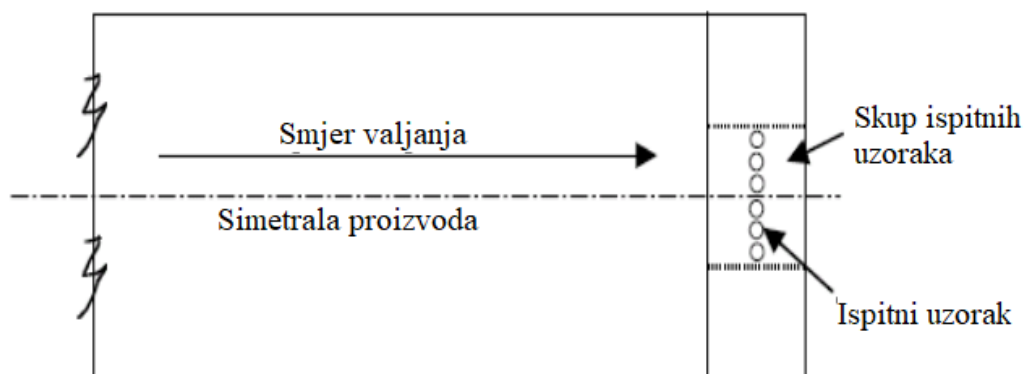 Smjer valjanja
Skup ispitnih
uzoraka
Simetrala proizvoda
Ispitni uzorak